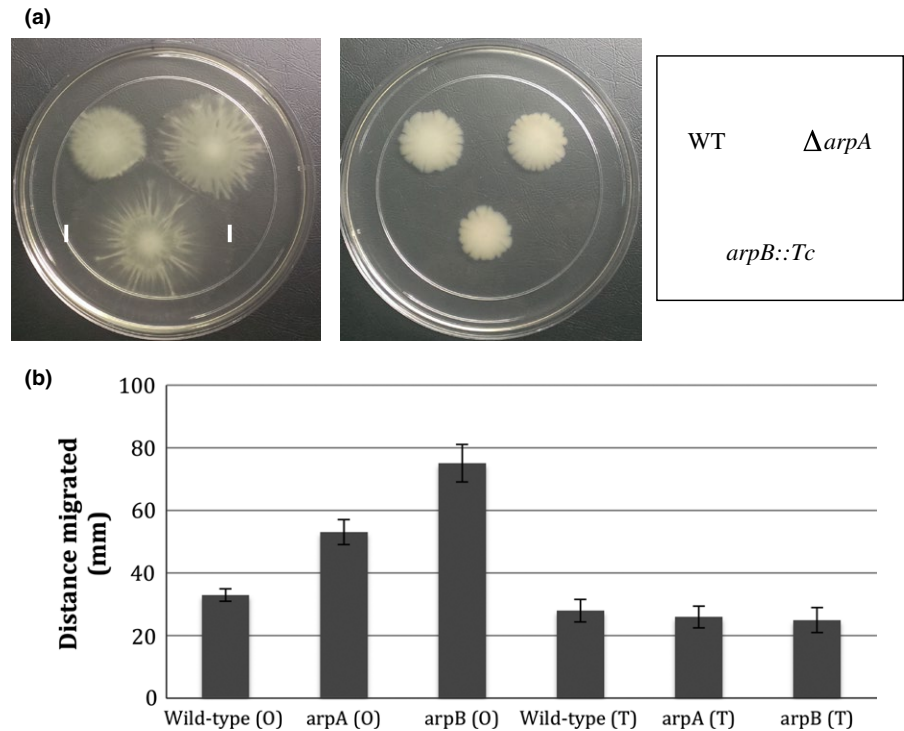 (a)
WT ΔarpA
arpB::Tc
(b)
Distance migrated
(mm)
100
80
60
40
20
0
Wild-type (O) arpA (O) arpB (O) Wild-type (T) arpA (T) arpB (T)